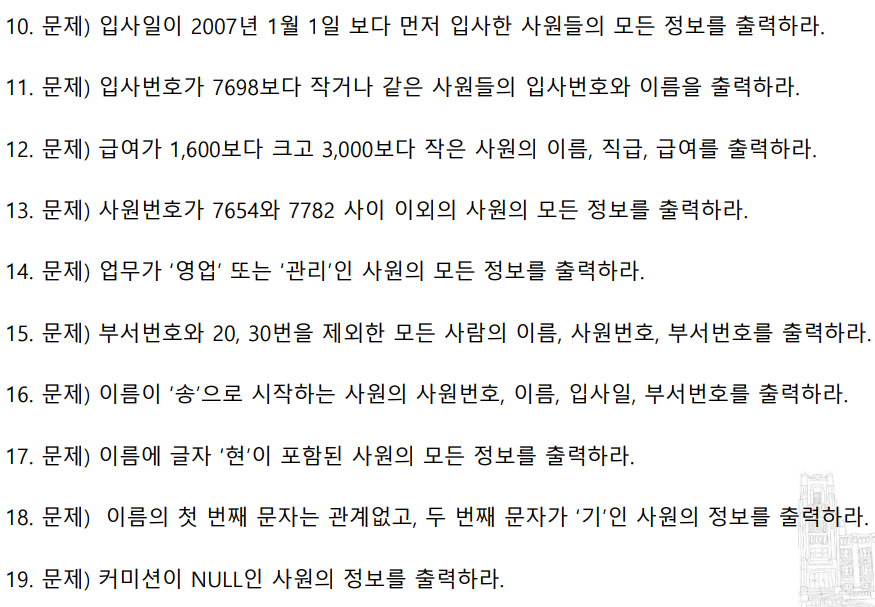 10. 문제) 입사일이 2007년 1월 1일 보다 먼저 입사한 사원들의 모든 정보를 출력하라.
11. 문제) 입사번호가 7698보다 작거나 같은 사원들의 입사번호와 이름을 출력하라.
12. 문제) 급여가 1,600보다 크고 3,000보다 작은 사원의 이름, 직급, 급여를 출력하라.
13. 문제) 사원번호가 7654와 7782 사이 이외의 사원의 모든 정보를 출력하라.
14. 문제) 업무가 ‘영업’ 또는 ‘관리’인 사원의 모든 정보를 출력하라.
15. 문제) 부서번호와 20, 30번을 제외한 모든 사람의 이름, 사원번호, 부서번호를 출력하라.
16. 문제) 이름이 ‘송‘으로 시작하는 사원의 사원번호, 이름, 입사일, 부서번호를 출력하라.
17. 문제) 이름에 글자 ‘현’이 포함된 사원의 모든 정보를 출력하라.
18. 문제) 이름의 첫 번째 문자는 관계없고, 두 번째 문자가 ‘기’인 사원의 정보를 출력하라.
19. 문제) 커미션이 NULL인 사원의 정보를 출력하라.